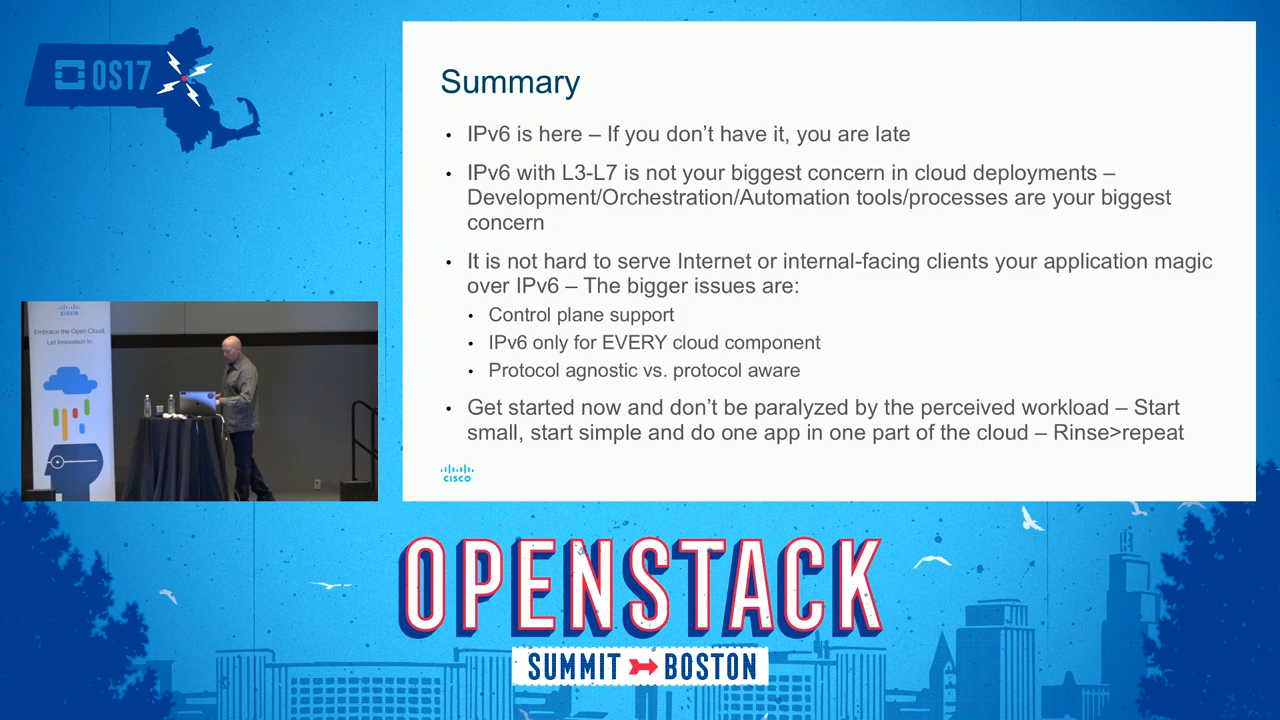 OS17
Summary
• IPv6 is here – If you don't have it, you are late
• IPv6 with L3-L7 is not your biggest concern in cloud deployments –
Development/Orchestration/Automation tools/processes are your biggest
concern
• It is not hard to serve Internet or internal-facing clients your application magic
over IPv6 – The bigger issues are:
• Control plane support
• IPv6 only for EVERY cloud component
• Protocol agnostic vs. protocol aware
• Get started now and don't be paralyzed by the perceived workload – Start
small, start simple and do one app in one part of the cloud – Rinse>repeat
CISCO
CISCO
Embrace the Open Cloud.
Let Innovation In.
OPENSTACK
SUMMIT BOSTON